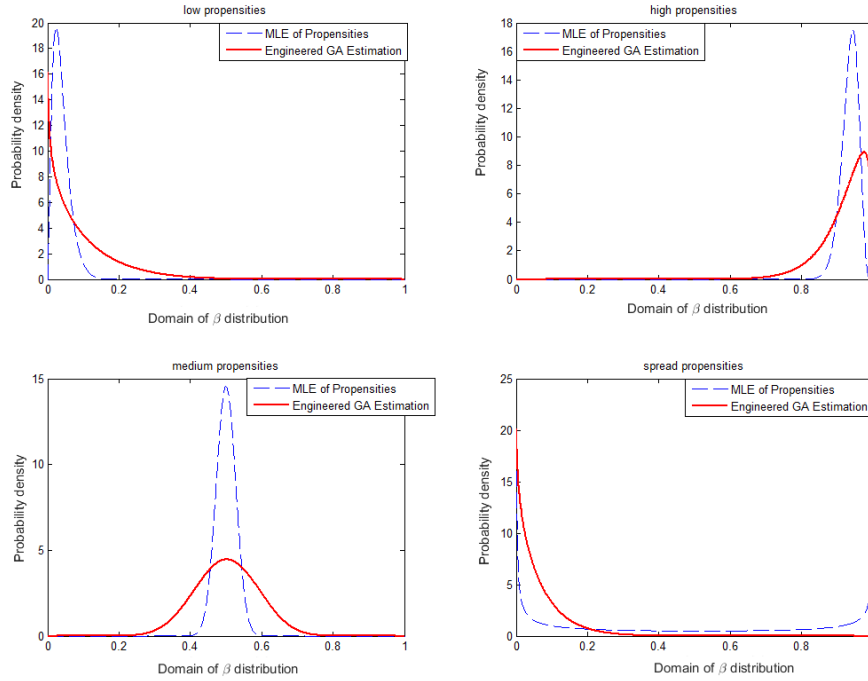 low propensities
20
18
16
14
12
10
8
6
4
2
0
Probability density
MLE of Propensities
Engineered GA Estimation
0 0.2 0.4 0.6 0.8 1
Domain of β distribution
high propensities
18
16
14
12
10
8
6
4
2
0
Probability density
MLE of Propensities
Engineered GA Estimation
0 0.2 0.4 0.6 0.8
Domain of β distribution
medium propensities
15
10
5
0
Probability density
MLE of Propensities
Engineered GA Estimation
0 0.2 0.4 0.6 0.8 1
Domain of β distribution
spread propensities
25
20
15
10
5
0
Probability density
MLE of Propensities
Engineered GA Estimation
0 0.2 0.4 0.6 0.8
Domain of β distribution